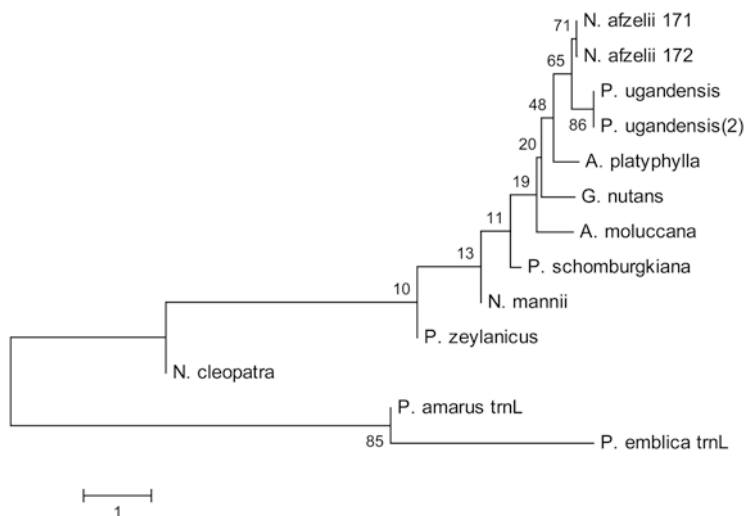 71 N. afzelii 171
N. afzelii 172
65
P. ugandensis
48
86 P. ugandensis(2)
20
A. platyphylla
19
G. nutans
11
A. moluccana
13
P. schomburgkiana
10
N. mannii
P. zeylanicus
N. cleopatra
P. amarus trnL
85
P. emblica trnL
1